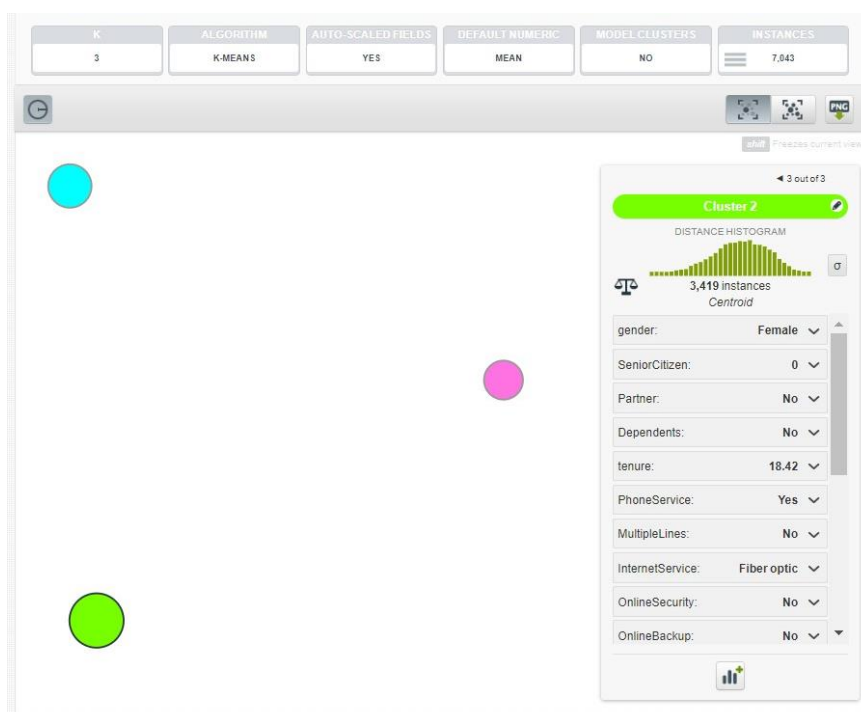 K ALGORITHM AUTO-SCALED FIELDS DEFAULT NUMERIC MODEL CLUSTERS INSTANCES
3 K-MEANS YES MEAN NO 7,043
PNG
shift Freezes current view
◄ 3 out of 3
Cluster 2
DISTANCE HISTOGRAM
σ
3,419 instances
Centroid
gender: Female
SeniorCitizen: 0
Partner: No
Dependents: No
tenure: 18.42
PhoneService: Yes
MultipleLines: No
InternetService: Fiber optic
OnlineSecurity: No
OnlineBackup: No